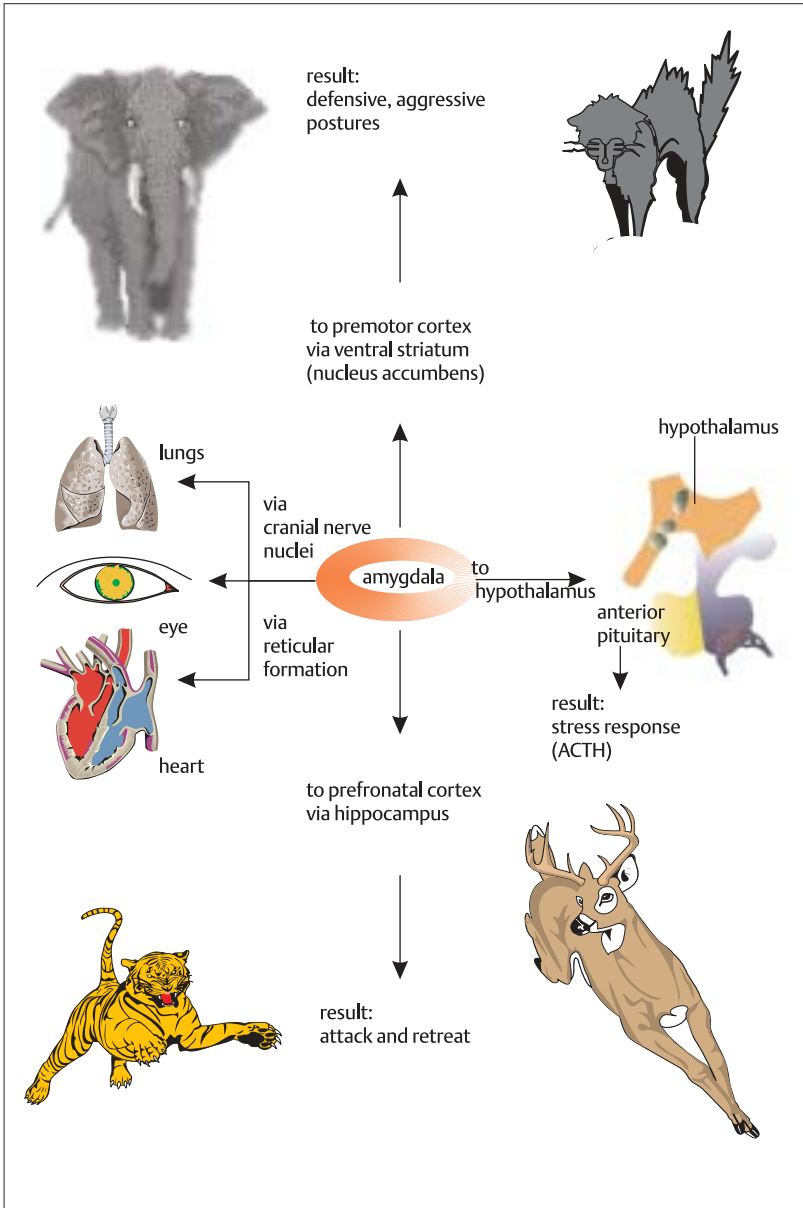 result:
defensive, aggressive
postures
to premotor cortex
via ventral striatum
(nucleus accumbens)
hypothalamus
lungs
via
cranial nerve
nuclei
amygdala
to
hypothalamus
eye
via
reticular
formation
anterior
pituitary
heart
result:
stress response
(ACTH)
to prefronatal cortex
via hippocampus
result:
attack and retreat